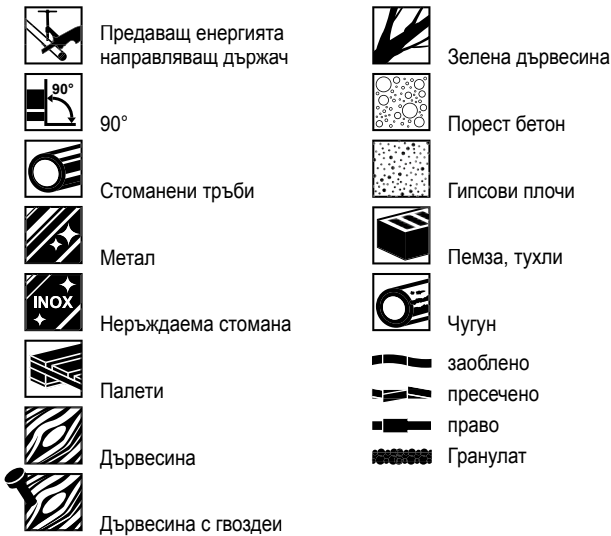 Предаващ енергията
направляващ държач
90°
90°
Стоманени тръби
Метал
INOX
Неръждаема стомана
Палети
Дървесина
Дървесина с гвоздеи
Зелена дървесина
Порест бетон
Гипсови плочи
Пемза, тухли
Чугун
заоблено
пресечено
право
Гранулат